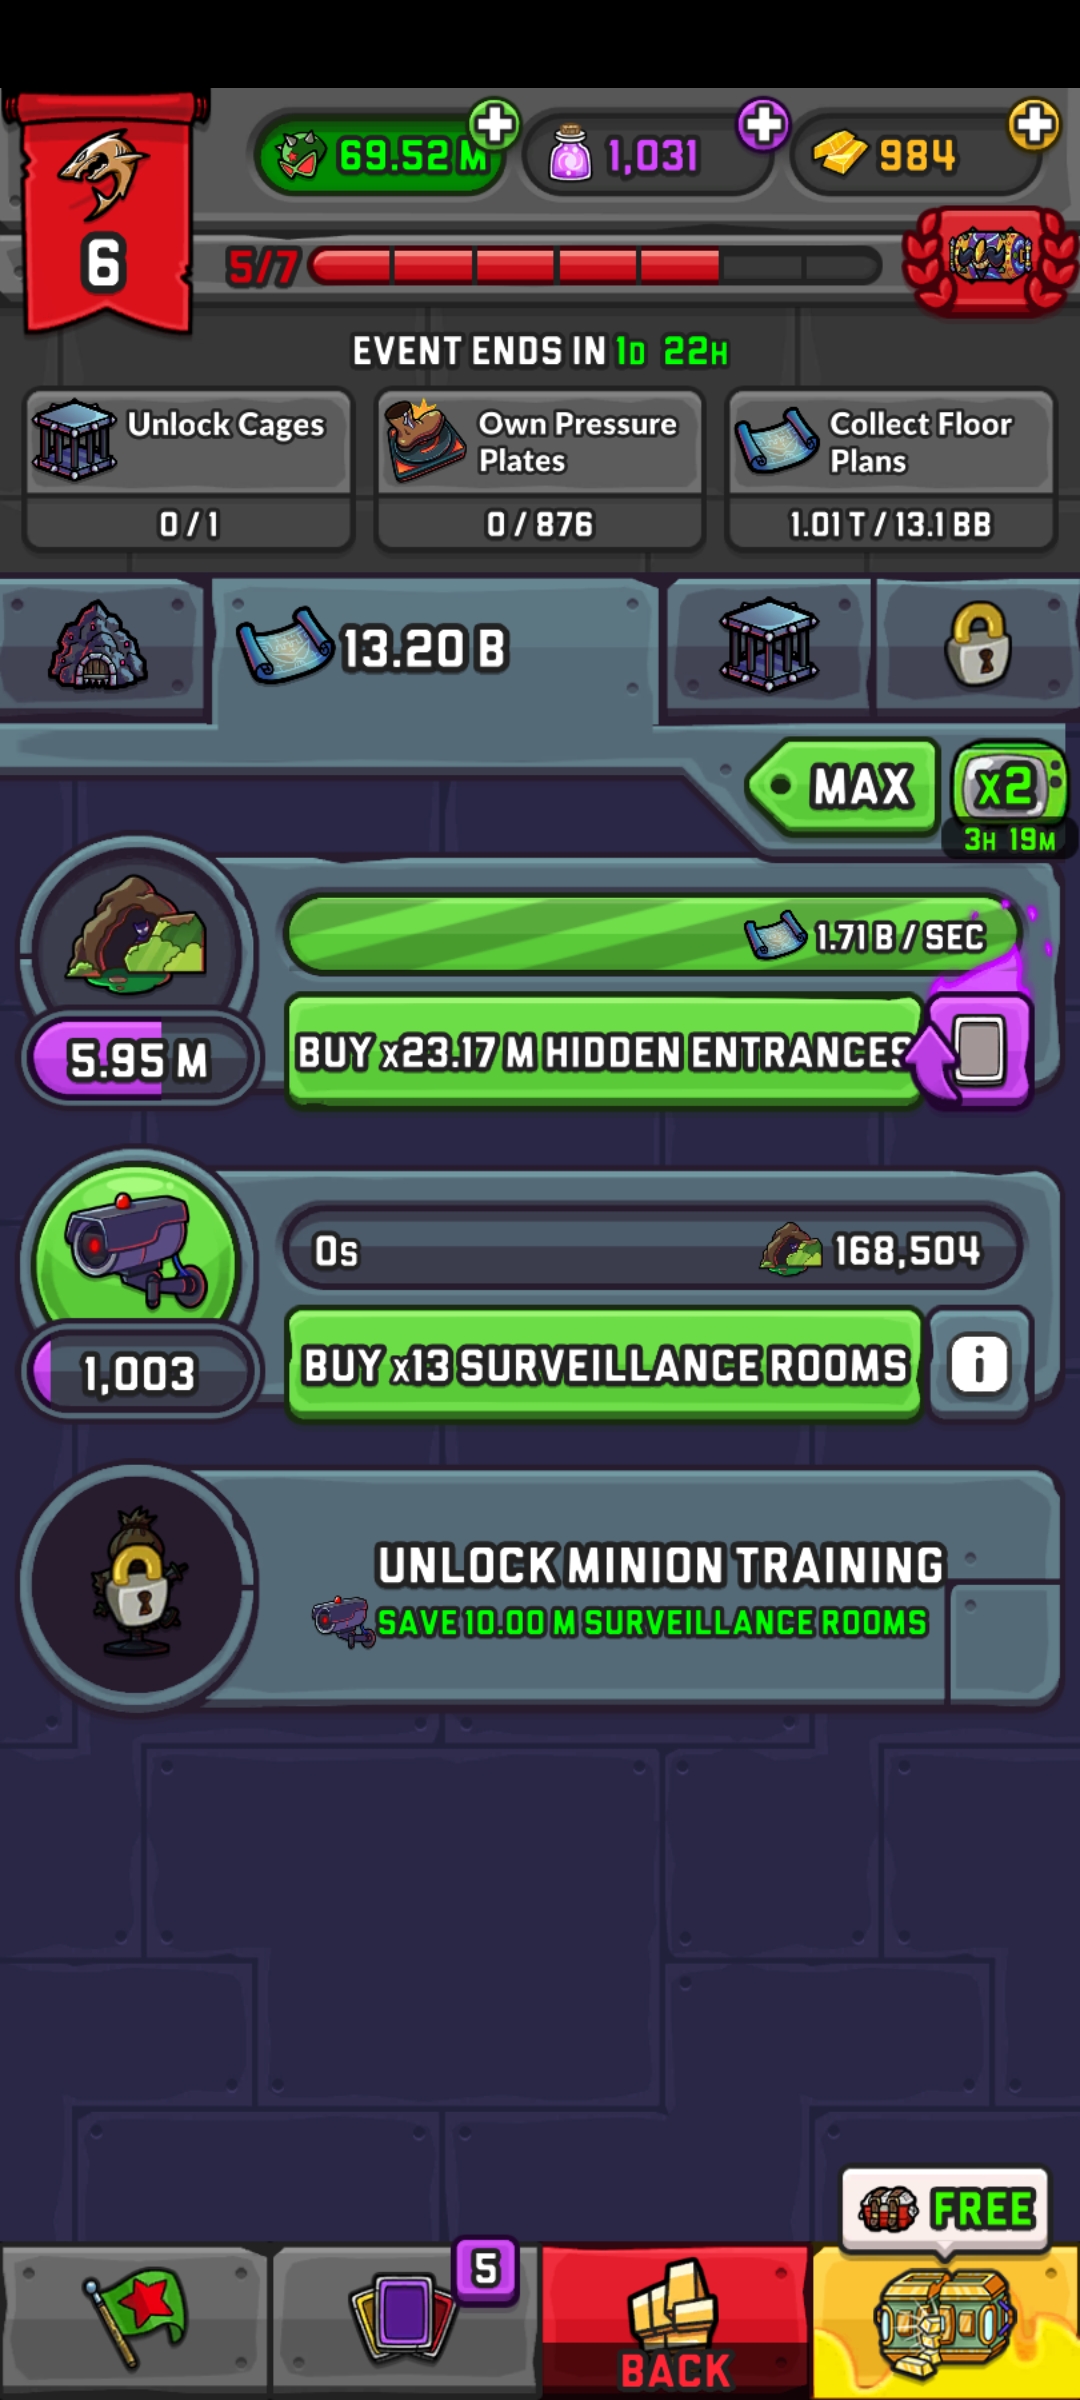 69.52 M
1,031
984
6
5/7
EVENT ENDS IN 1D 22H
Unlock Cages
0 / 1
Own Pressure
Plates
0 / 876
Collect Floor
Plans
1.01 T / 13.1 BB
13.20 B
MAX
x2
3H 19M
1.71 B / SEC
5.95 M
BUY x23.17 M HIDDEN ENTRANCES
0s
168,504
1,003
BUY x13 SURVEILLANCE ROOMS
i
UNLOCK MINION TRAINING
SAVE 10.00 M SURVEILLANCE ROOMS
FREE
5
BACK